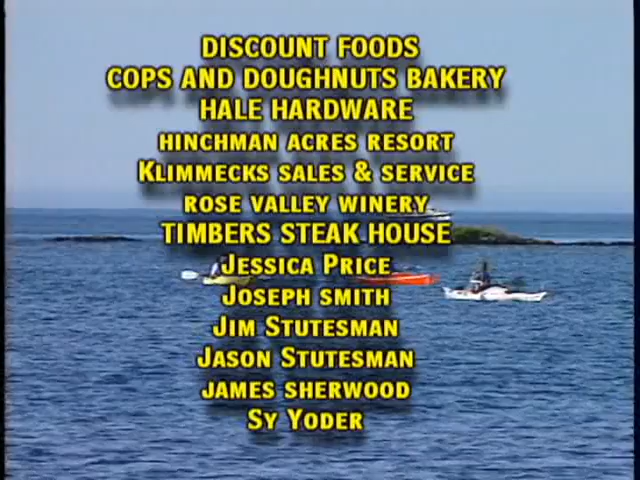 DISCOUNT FOODS
COPS AND DOUGHNUTS BAKERY
HALE HARDWARE
HINCHMAN ACRES RESORT
KLIMMECKS SALES & SERVICE
ROSE VALLEY WINERY
TIMBERS STEAK HOUSE
JESSICA PRICE
JOSEPH SMITH
JIM STUTESMAN
JASON STUTESMAN
JAMES SHERWOOD
SY YODER